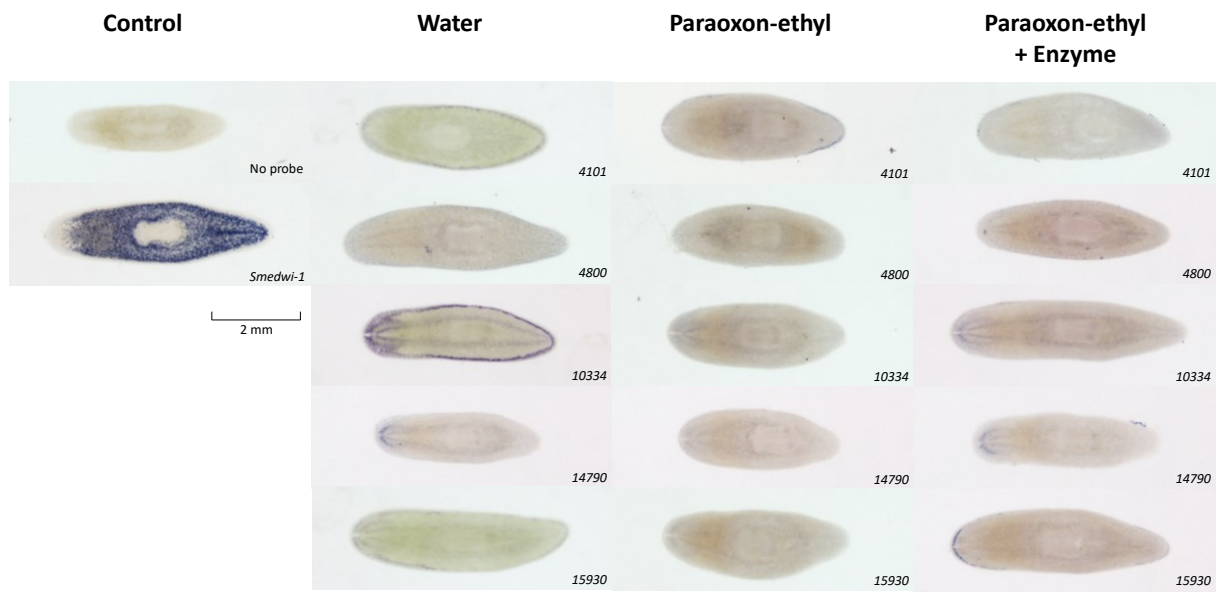 Control
Water
Paraoxon-ethyl
Paraoxon-ethyl
+ Enzyme
No probe
4101
4101
4101
Smedwi-1
4800
4800
4800
2 mm
10334
10334
10334
14790
14790
14790
15930
15930
15930